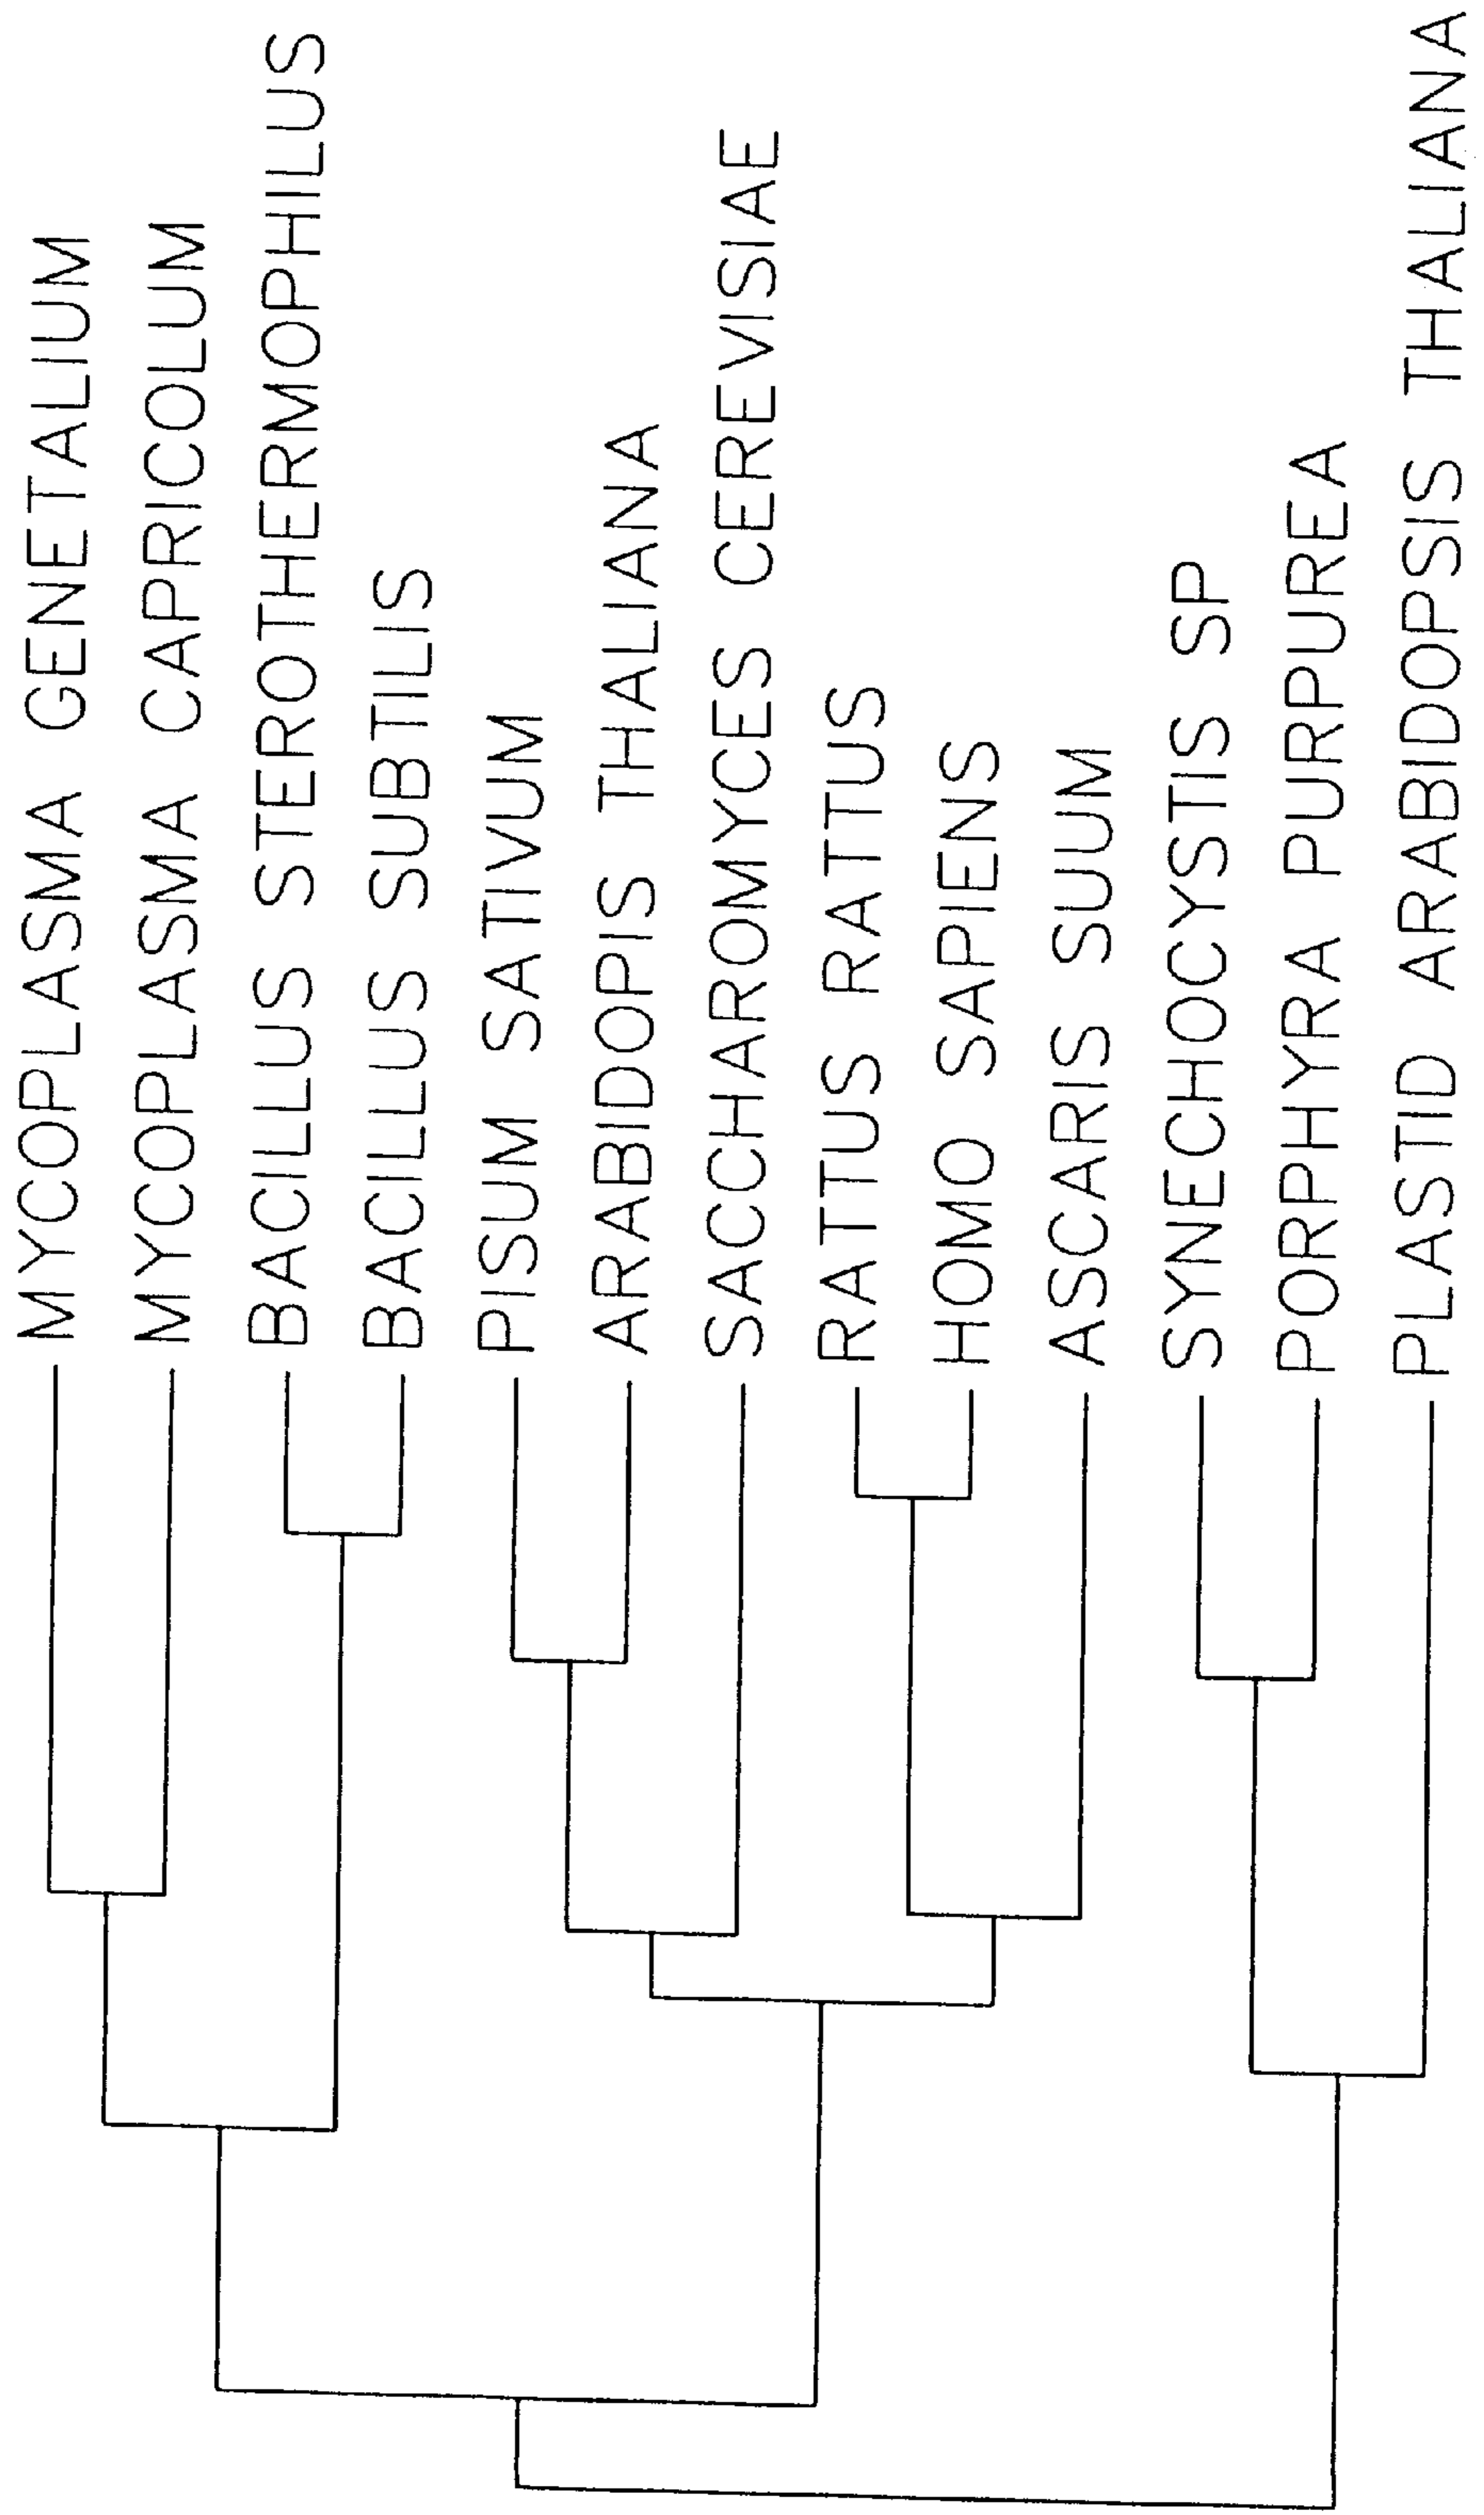 MYCOPLASMA GENETALIUM
MYCOPLASMA CAPRICOLUM
BACILLUS STEROTHERMOPHILUS
BACILLUS SUBTILIS
PISUM SATIVUM
ARABIDOPIS THALIANA
SACCHAROMYCES CEREVISIAE
RATTUS RATTUS
HOMO SAPIENS
ASCARIS SUUM
SYNECHOCYSTIS SP
PORPHYRA PURPUREA
PLASTID ARABIDOPSIS THALIANA